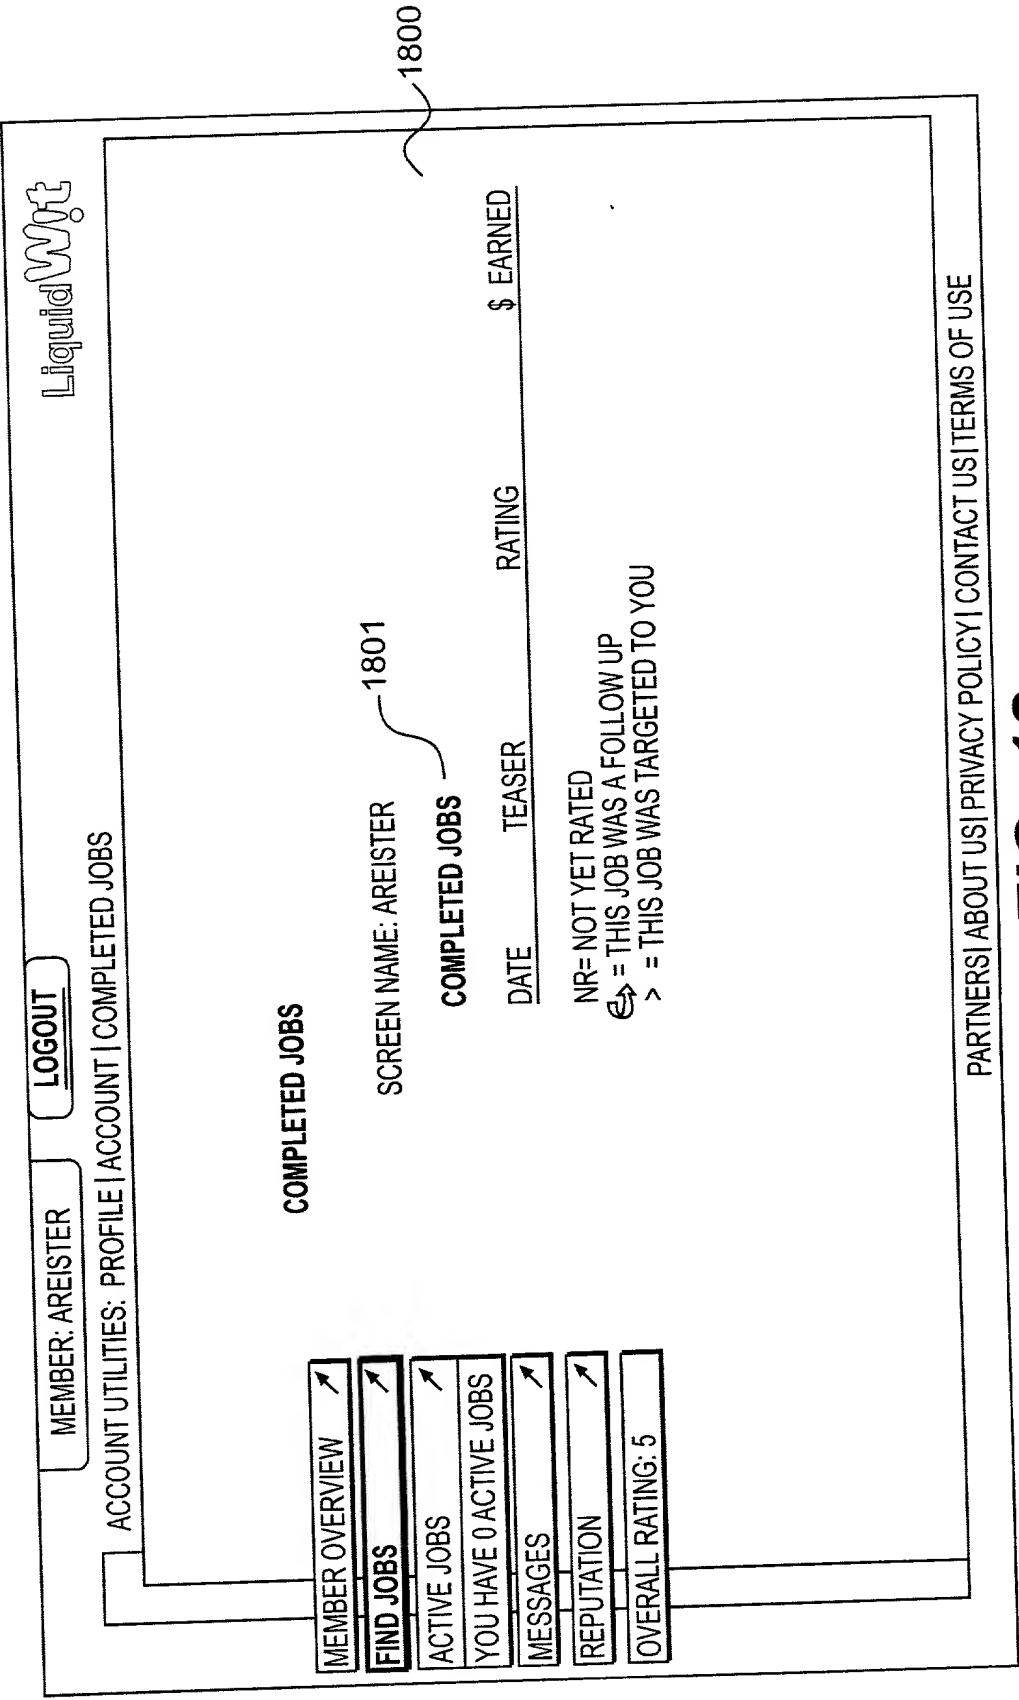 MEMBER: AREISTER
LOGOUT
LiquidWit
ACCOUNT UTILITIES: PROFILE | ACCOUNT | COMPLETED JOBS
MEMBER OVERVIEW
FIND JOBS
ACTIVE JOBS
YOU HAVE 0 ACTIVE JOBS
MESSAGES
REPUTATION
OVERALL RATING: 5
COMPLETED JOBS
SCREEN NAME: AREISTER
COMPLETED JOBS
1801
1800
DATE TEASER RATING $ EARNED
NR= NOT YET RATED
= THIS JOB WAS A FOLLOW UP
> = THIS JOB WAS TARGETED TO YOU
PARTNERS| ABOUT US| PRIVACY POLICY| CONTACT US|TERMS OF USE